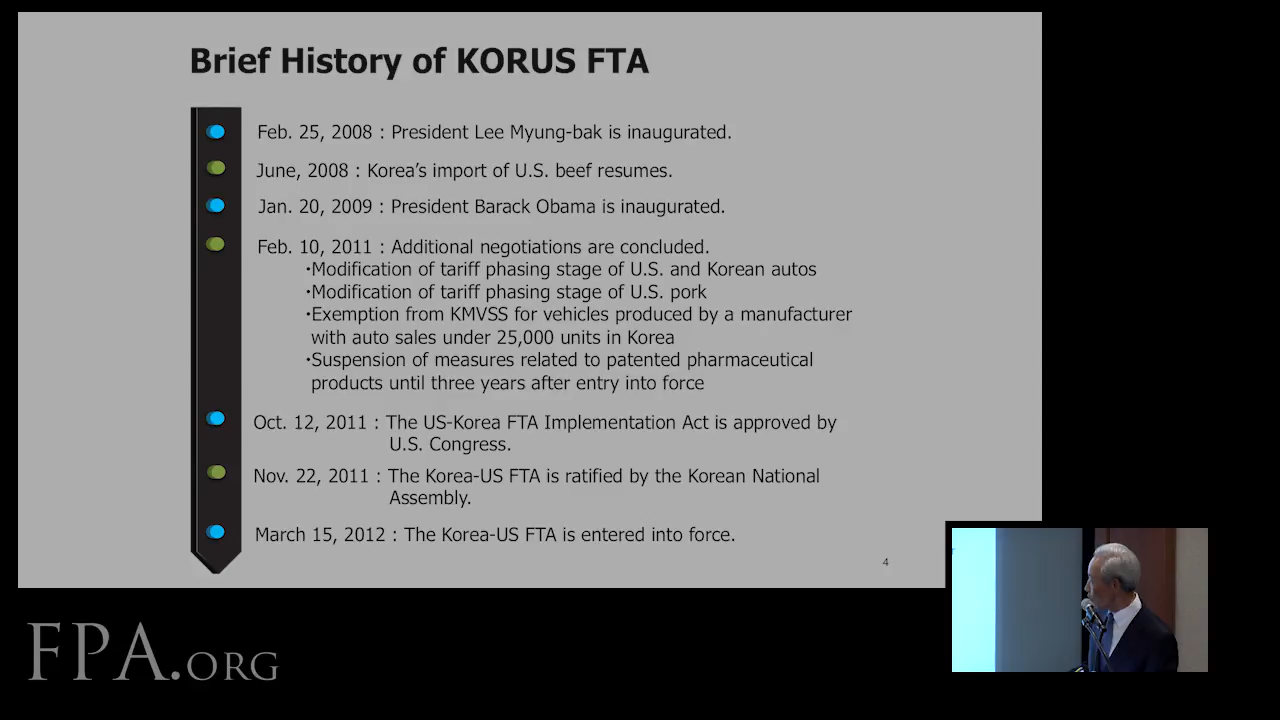 Brief History of KORUS FTA
Feb. 25, 2008 : President Lee Myung-bak is inaugurated.
June, 2008 : Korea's import of U.S. beef resumes.
Jan. 20, 2009 : President Barack Obama is inaugurated.
Feb. 10, 2011 : Additional negotiations are concluded.
·Modification of tariff phasing stage of U.S. and Korean autos
·Modification of tariff phasing stage of U.S. pork
·Exemption from KMVSS for vehicles produced by a manufacturer
with auto sales under 25,000 units in Korea
·Suspension of measures related to patented pharmaceutical
products until three years after entry into force
Oct. 12, 2011 : The US-Korea FTA Implementation Act is approved by
U.S. Congress.
Nov. 22, 2011 : The Korea-US FTA is ratified by the Korean National
Assembly.
March 15, 2012 : The Korea-US FTA is entered into force.
4
FPA.ORG